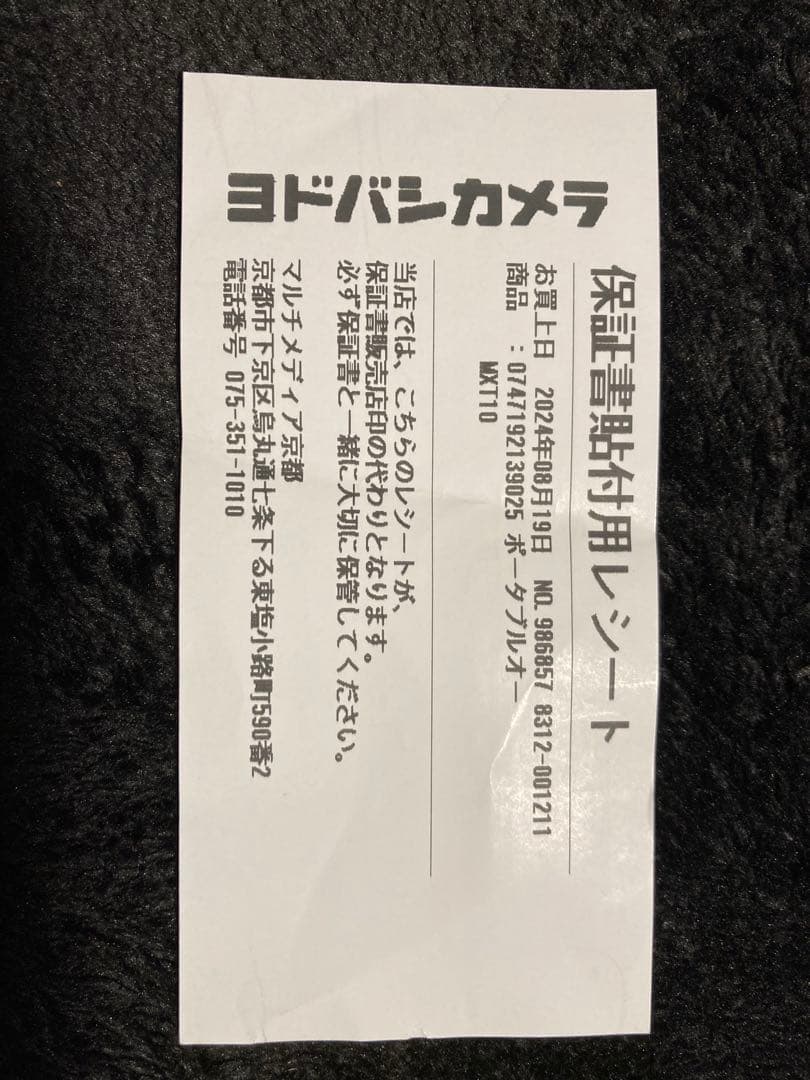 ヨドバシカメラ
保証書貼付用レシート
お買上日 2024年08月19日 NO.986857 8312-001211
商品 :0747192139025 ポータブルオー
MXT10
当店では、こちらのレシートが、
保証書販売店印の代わりとなります。
必ず保証書と一緒に大切に保管してください。
マルチメディア京都
京都市下京区烏丸通七条下る東塩小路町590番2
電話番号 075-351-1010